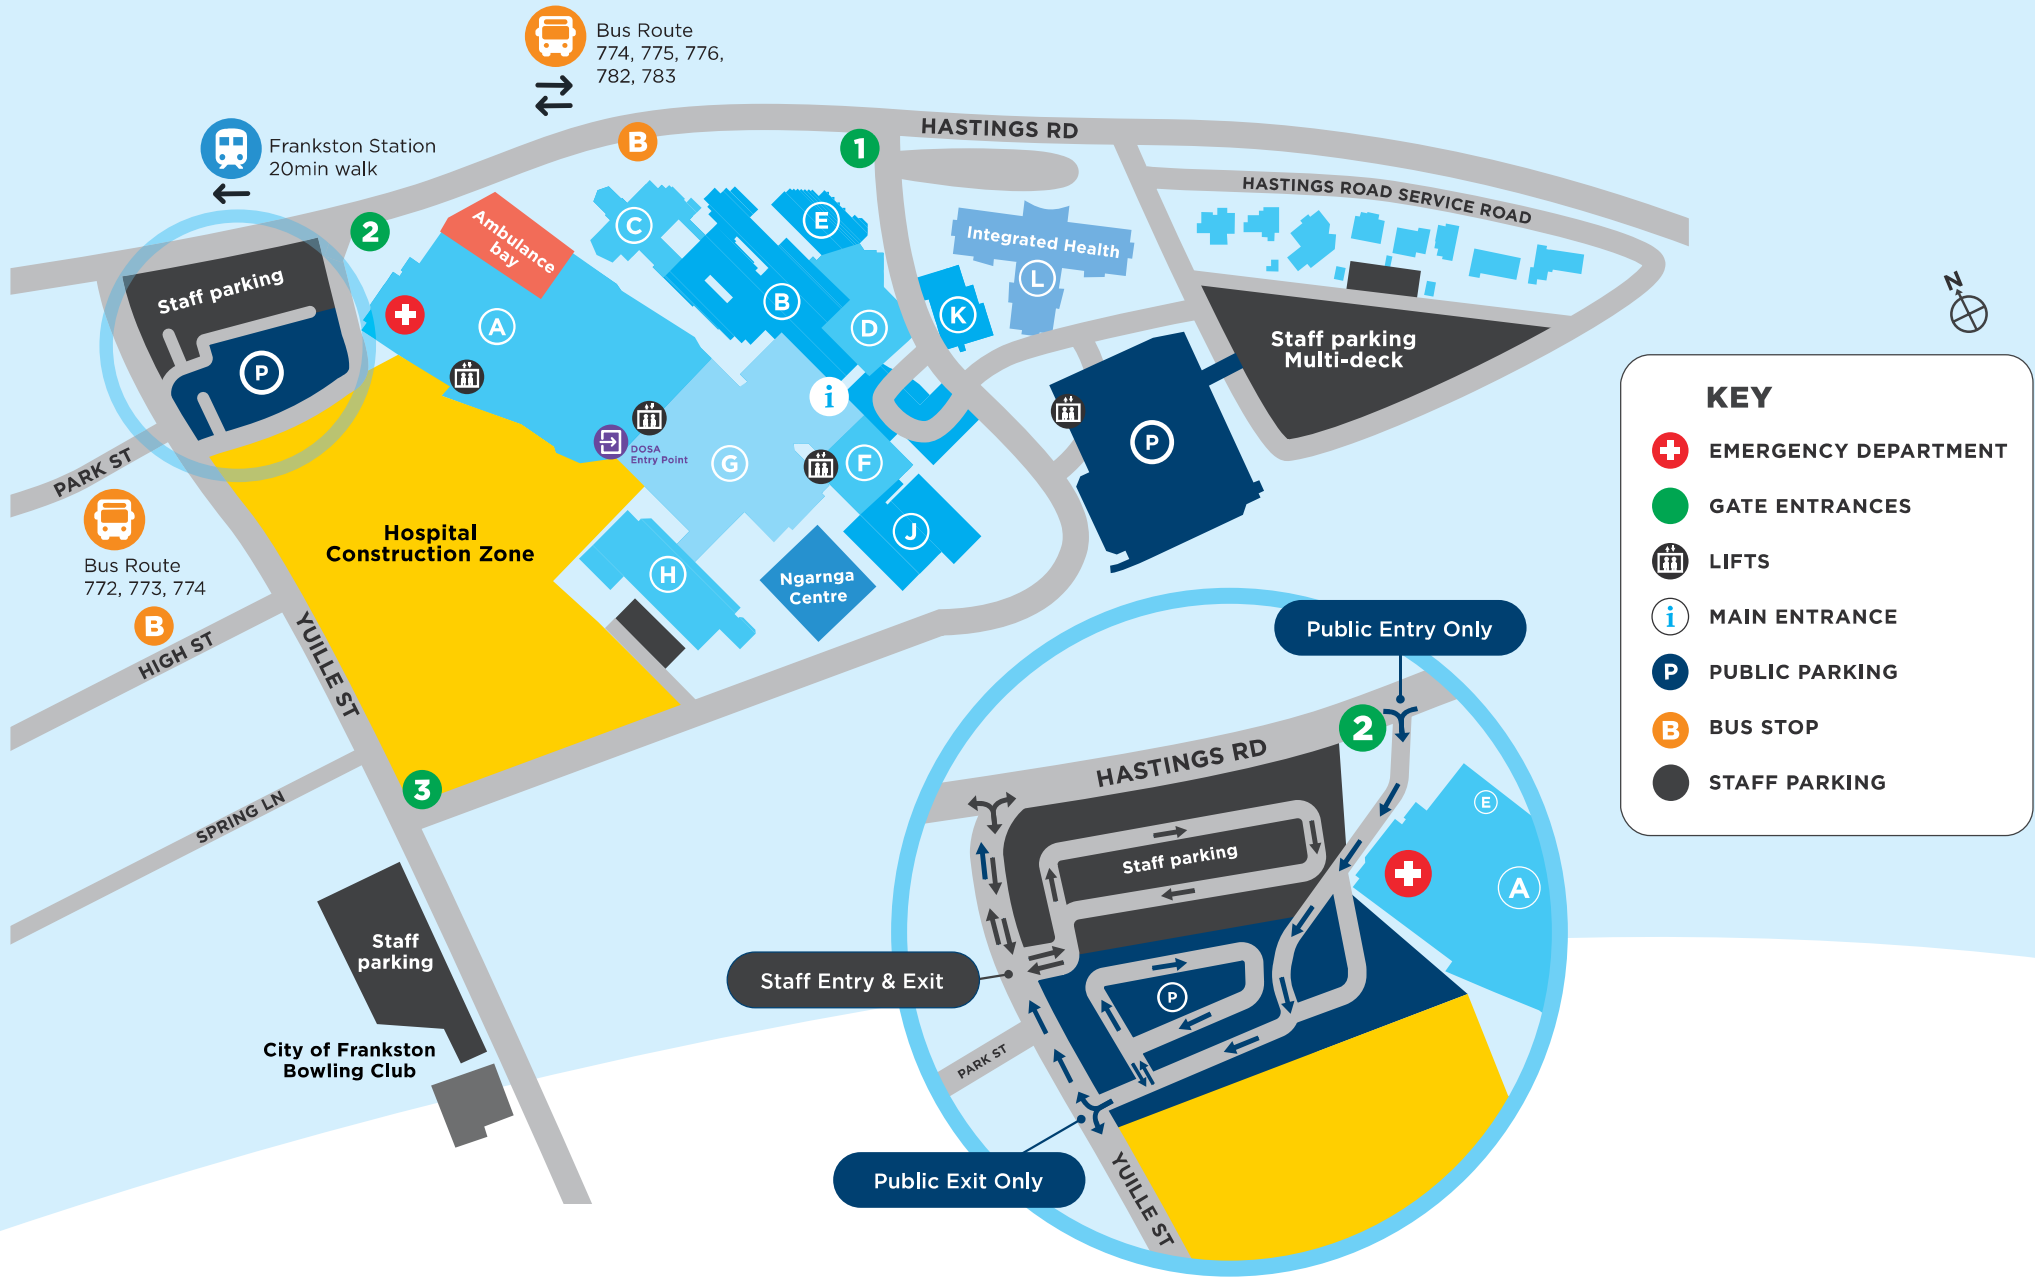 Bus Route
774, 775, 776,
782, 783
Frankston Station
20min walk
B
1
HASTINGS RD
HASTINGS ROAD SERVICE ROAD
2
Ambulance
bay
C
E
Integrated Health
L
N
Staff parking
A
B
D
K
Staff parking
Multi-deck
P
i
P
DOSA
Entry Point
G
F
PARK ST
Hospital
Construction Zone
J
H
Ngarnga
Centre
Bus Route
772, 773, 774
B
HIGH ST
YUILLE ST
3
SPRING LN
Staff
parking
City of Frankston
Bowling Club
KEY
EMERGENCY DEPARTMENT
GATE ENTRANCES
LIFTS
i MAIN ENTRANCE
P PUBLIC PARKING
B BUS STOP
STAFF PARKING
Public Entry Only
2
HASTINGS RD
E
Staff parking
A
Staff Entry & Exit
P
PARK ST
Public Exit Only
YUILLE ST